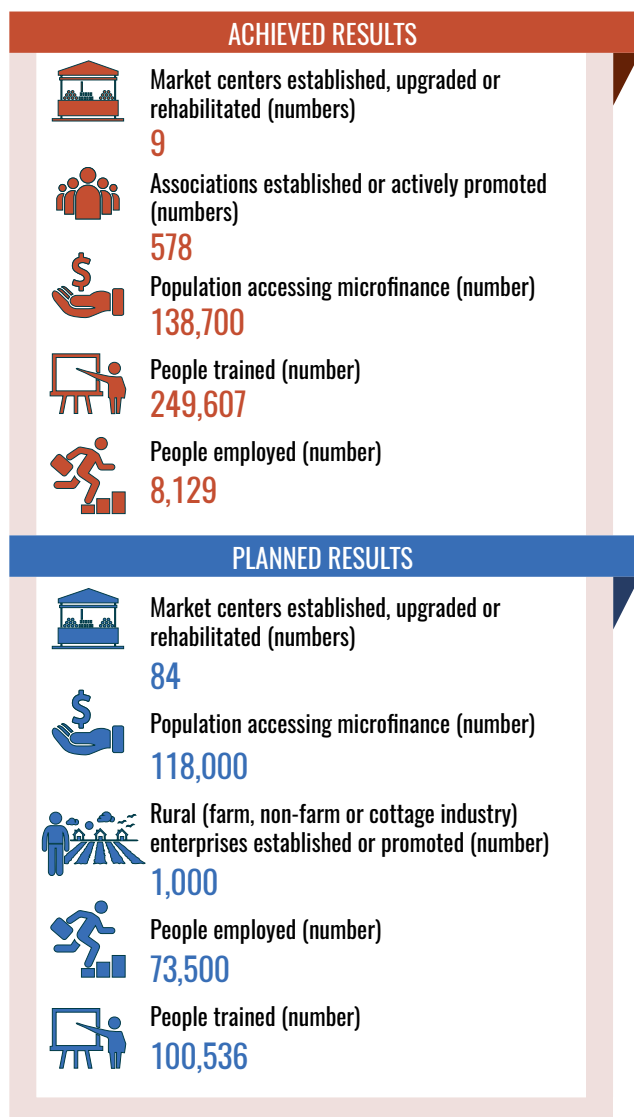 ACHIEVED RESULTS
Market centers established, upgraded or
rehabilitated (numbers)
9
Associations established or actively promoted
(numbers)
578
$
Population accessing microfinance (number)
138,700
People trained (number)
249,607
People employed (number)
8,129
PLANNED RESULTS
Market centers established, upgraded or
rehabilitated (numbers)
84
$
Population accessing microfinance (number)
118,000
Rural (farm, non-farm or cottage industry)
enterprises established or promoted (number)
1,000
People employed (number)
73,500
People trained (number)
100,536